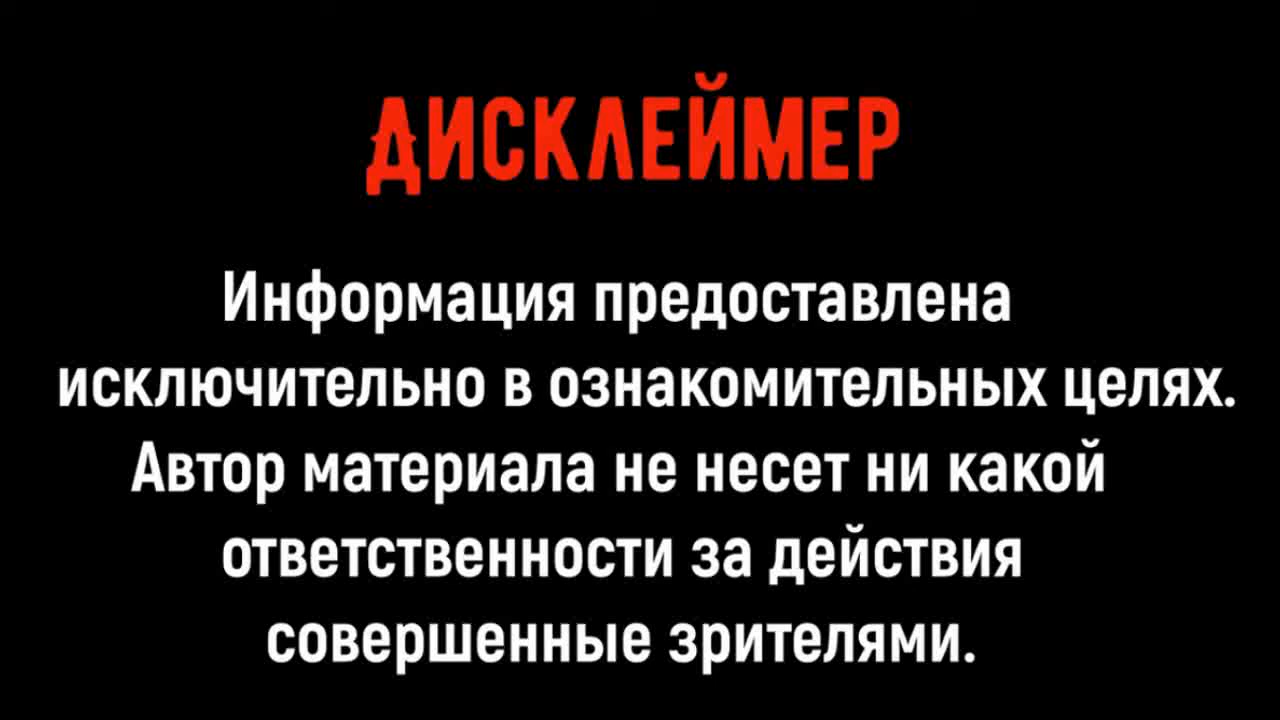 ДИСКЛЕЙМЕР
Информация предоставлена
исключительно в ознакомительных целях.
Автор материала не несет ни какой
ответственности за действия
совершенные зрителями.